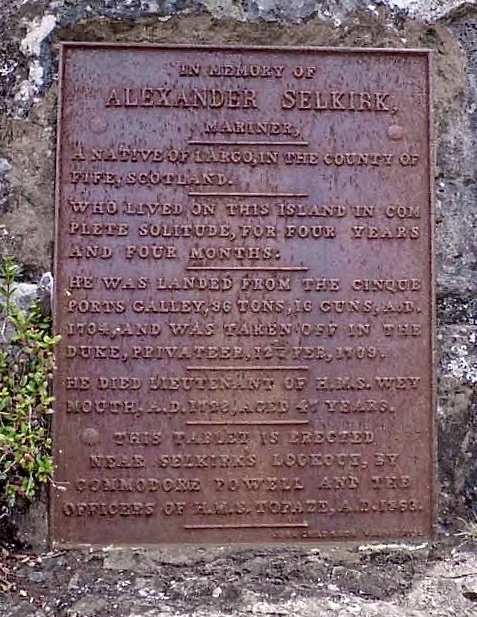 IN MEMORY OF
ALEXANDER SELKIRK,
MARINER,
A NATIVE OF LARGO, IN THE COUNTY OF
FIFE, SCOTLAND.
WHO LIVED ON THIS ISLAND IN COM
PLETE SOLITUDE, FOR FOUR YEARS
AND FOUR MONTHS.
HE WAS LANDED FROM THE CINQUE
PORTS GALLEY, 96 TONS, 16 GUNS, A.D.
1704, AND WAS TAKEN OFF IN THE
DUKE, PRIVATEER, 12TH FEB, 1709.
HE DIED LIEUTENANT OF H.M.S. WEY
MOUTH, A.D. 1723, AGED 47 YEARS.
THIS TABLET IS ERECTED
NEAR SELKIRK'S LOOKOUT, BY
COMMODORE POWELL AND THE
OFFICERS OF H.M.S. TOPAZE, A.D. 1868.